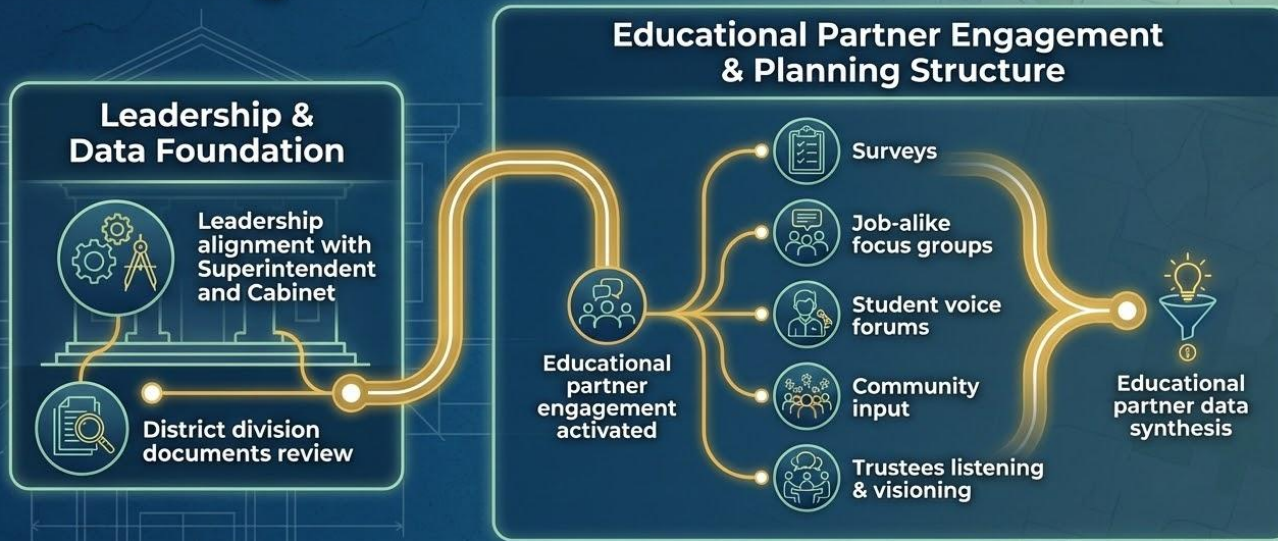 Leadership &
Data Foundation
Leadership
alignment with
Superintendent
and Cabinet
District division
documents review
Educational Partner Engagement
& Planning Structure
Educational
partner
engagement
activated
Surveys
Job-alike
focus groups
Student voice
forums
Community
input
Trustees listening
& visioning
Educational
partner data
synthesis